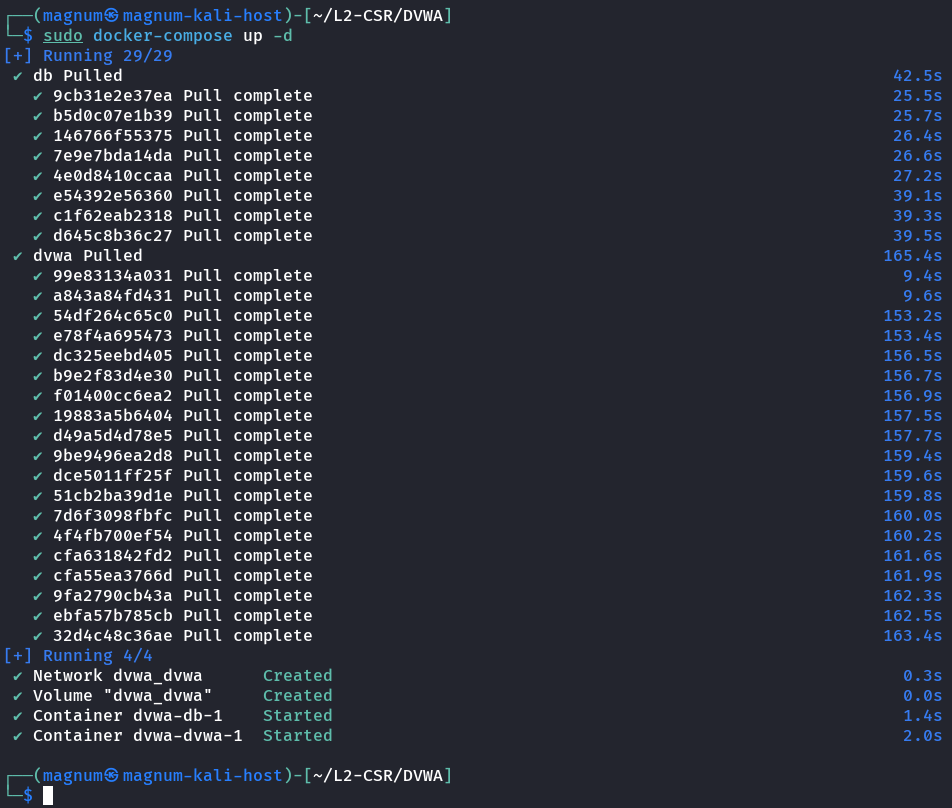 ┌──(magnum㉿magnum-kali-host)-[~/L2-CSR/DVWA]
└─$ sudo docker-compose up -d
[+] Running 29/29
✔ db Pulled 42.5s
✔ 9cb31e2e37ea Pull complete 25.5s
✔ b5d0c07e1b39 Pull complete 25.7s
✔ 146766f55375 Pull complete 26.4s
✔ 7e9e7bda14da Pull complete 26.6s
✔ 4e0d8410ccaa Pull complete 27.2s
✔ e54392e56360 Pull complete 39.1s
✔ c1f62eab2318 Pull complete 39.3s
✔ d645c8b36c27 Pull complete 39.5s
✔ dvwa Pulled 165.4s
✔ 99e83134a031 Pull complete 9.4s
✔ a843a84fd431 Pull complete 9.6s
✔ 54df264c65c0 Pull complete 153.2s
✔ e78f4a695473 Pull complete 153.4s
✔ dc325eebd405 Pull complete 156.5s
✔ b9e2f83d4e30 Pull complete 156.7s
✔ f01400cc6ea2 Pull complete 156.9s
✔ 19883a5b6404 Pull complete 157.5s
✔ d49a5d4d78e5 Pull complete 157.7s
✔ 9be9496ea2d8 Pull complete 159.4s
✔ dce5011ff25f Pull complete 159.6s
✔ 51cb2ba39d1e Pull complete 159.8s
✔ 7d6f3098fbfc Pull complete 160.0s
✔ 4f4fb700ef54 Pull complete 160.2s
✔ cfa631842fd2 Pull complete 161.6s
✔ cfa55ea3766d Pull complete 161.9s
✔ 9fa2790cb43a Pull complete 162.3s
✔ ebfa57b785cb Pull complete 162.5s
✔ 32d4c48c36ae Pull complete 163.4s
[+] Running 4/4
✔ Network dvwa_dvwa Created 0.3s
✔ Volume "dvwa_dvwa" Created 0.0s
✔ Container dvwa-db-1 Started 1.4s
✔ Container dvwa-dvwa-1 Started 2.0s
┌──(magnum㉿magnum-kali-host)-[~/L2-CSR/DVWA]
└─$